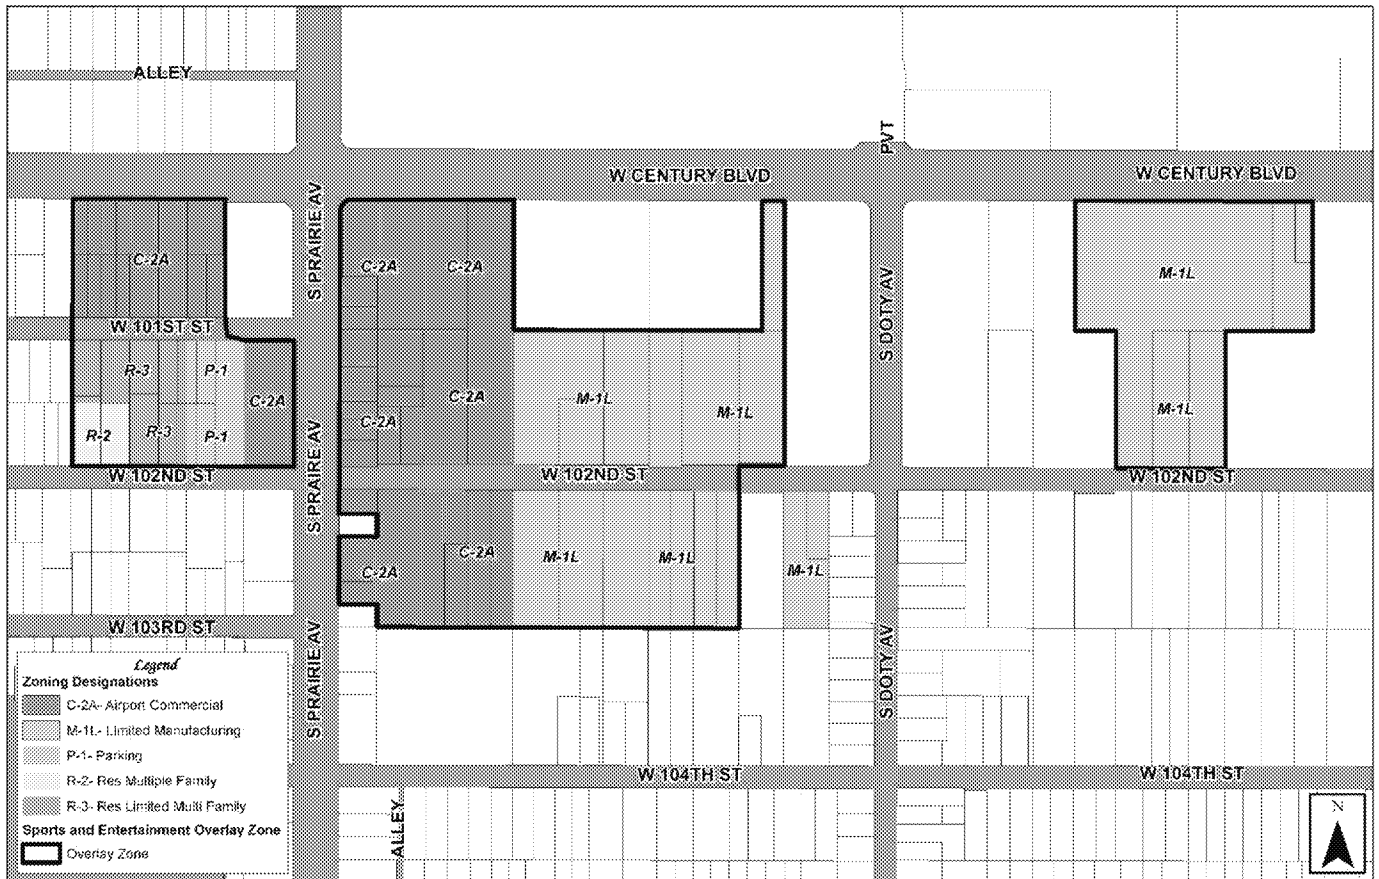 ALLEY
PVT
W CENTURY BLVD
W CENTURY BLVD
S PRAIRIE AV
C-2A
C-2A
C-2A
M-1L
S DOTY AV
W 101ST ST
R-3
P-1
C-2A
C-2A
C-2A
M-1L
M-1L
M-1L
R-2
R-3
P-1
S PRAIRE AV
W 102ND ST
W 102ND ST
W 102ND ST
C-2A
C-2A
M-1L
M-1L
M-1L
W 103RD ST
S PRAIRIE AV
S DOTY AV
W 104TH ST
W 104TH ST
ALLEY
Legend
Zoning Designations
C-2A- Airport Commercial
M-1L- Limited Manufacturing
P-1- Parking
R-2- Res Multiple Family
R-3- Res Limited Multi Family
Sports and Entertainment Overlay Zone
Overlay Zone
N